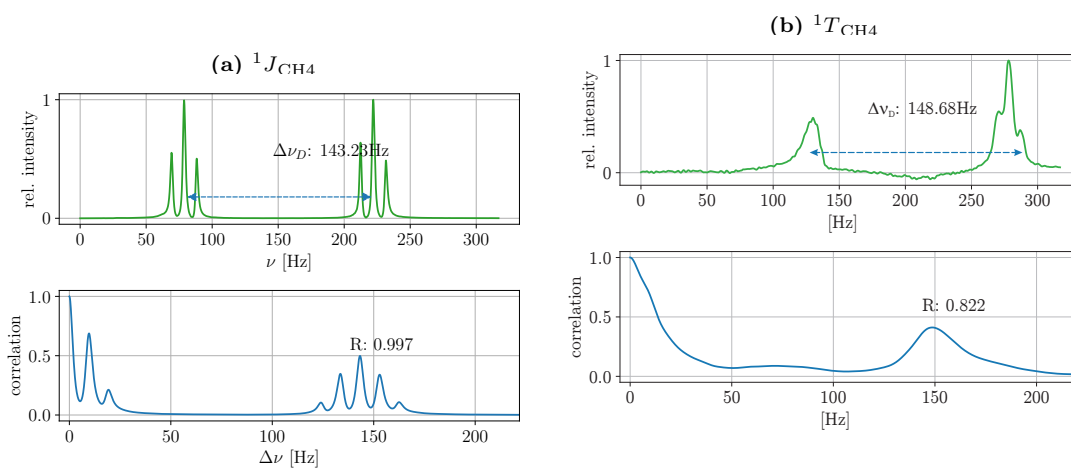 (a) ¹J_CH4
rel. intensity
1
0
Δν_D: 143.23Hz
0 50 100 150 200 250 300
ν [Hz]
correlation
1.0
0.5
0.0
R: 0.997
0 50 100 150 200
Δν [Hz]
(b) ¹T_CH4
rel. intensity
1
0
Δν_D: 148.68Hz
0 50 100 150 200 250 300
[Hz]
correlation
1.0
0.5
0.0
R: 0.822
0 50 100 150 200
[Hz]